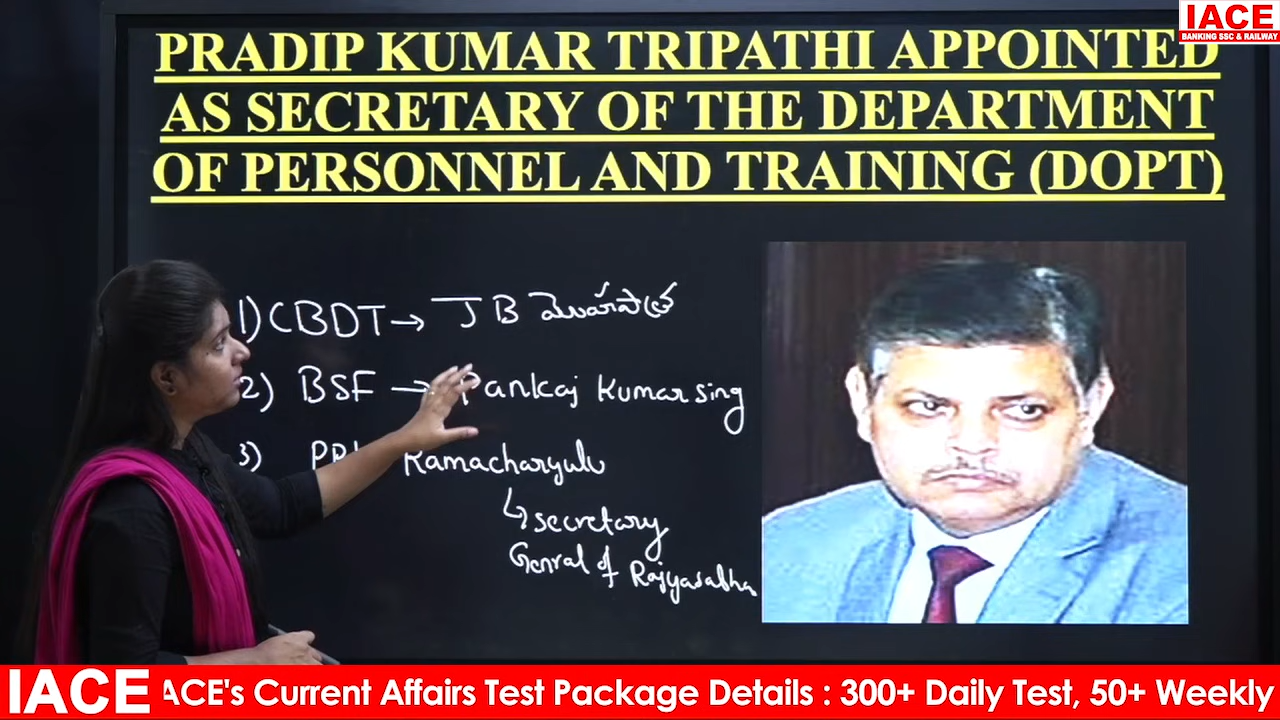 IACE
BANKING SSC & RAILWAY
PRADIP KUMAR TRIPATHI APPOINTED
AS SECRETARY OF THE DEPARTMENT
OF PERSONNEL AND TRAINING (DOPT)
1) CBDT → J B
2) BSF → Pankaj Kumar sing
3) Ramacharyulu
↳ secretary
Genral of Rajyasabha
IACE
ACE's Current Affairs Test Package Details : 300+ Daily Test, 50+ Weekly